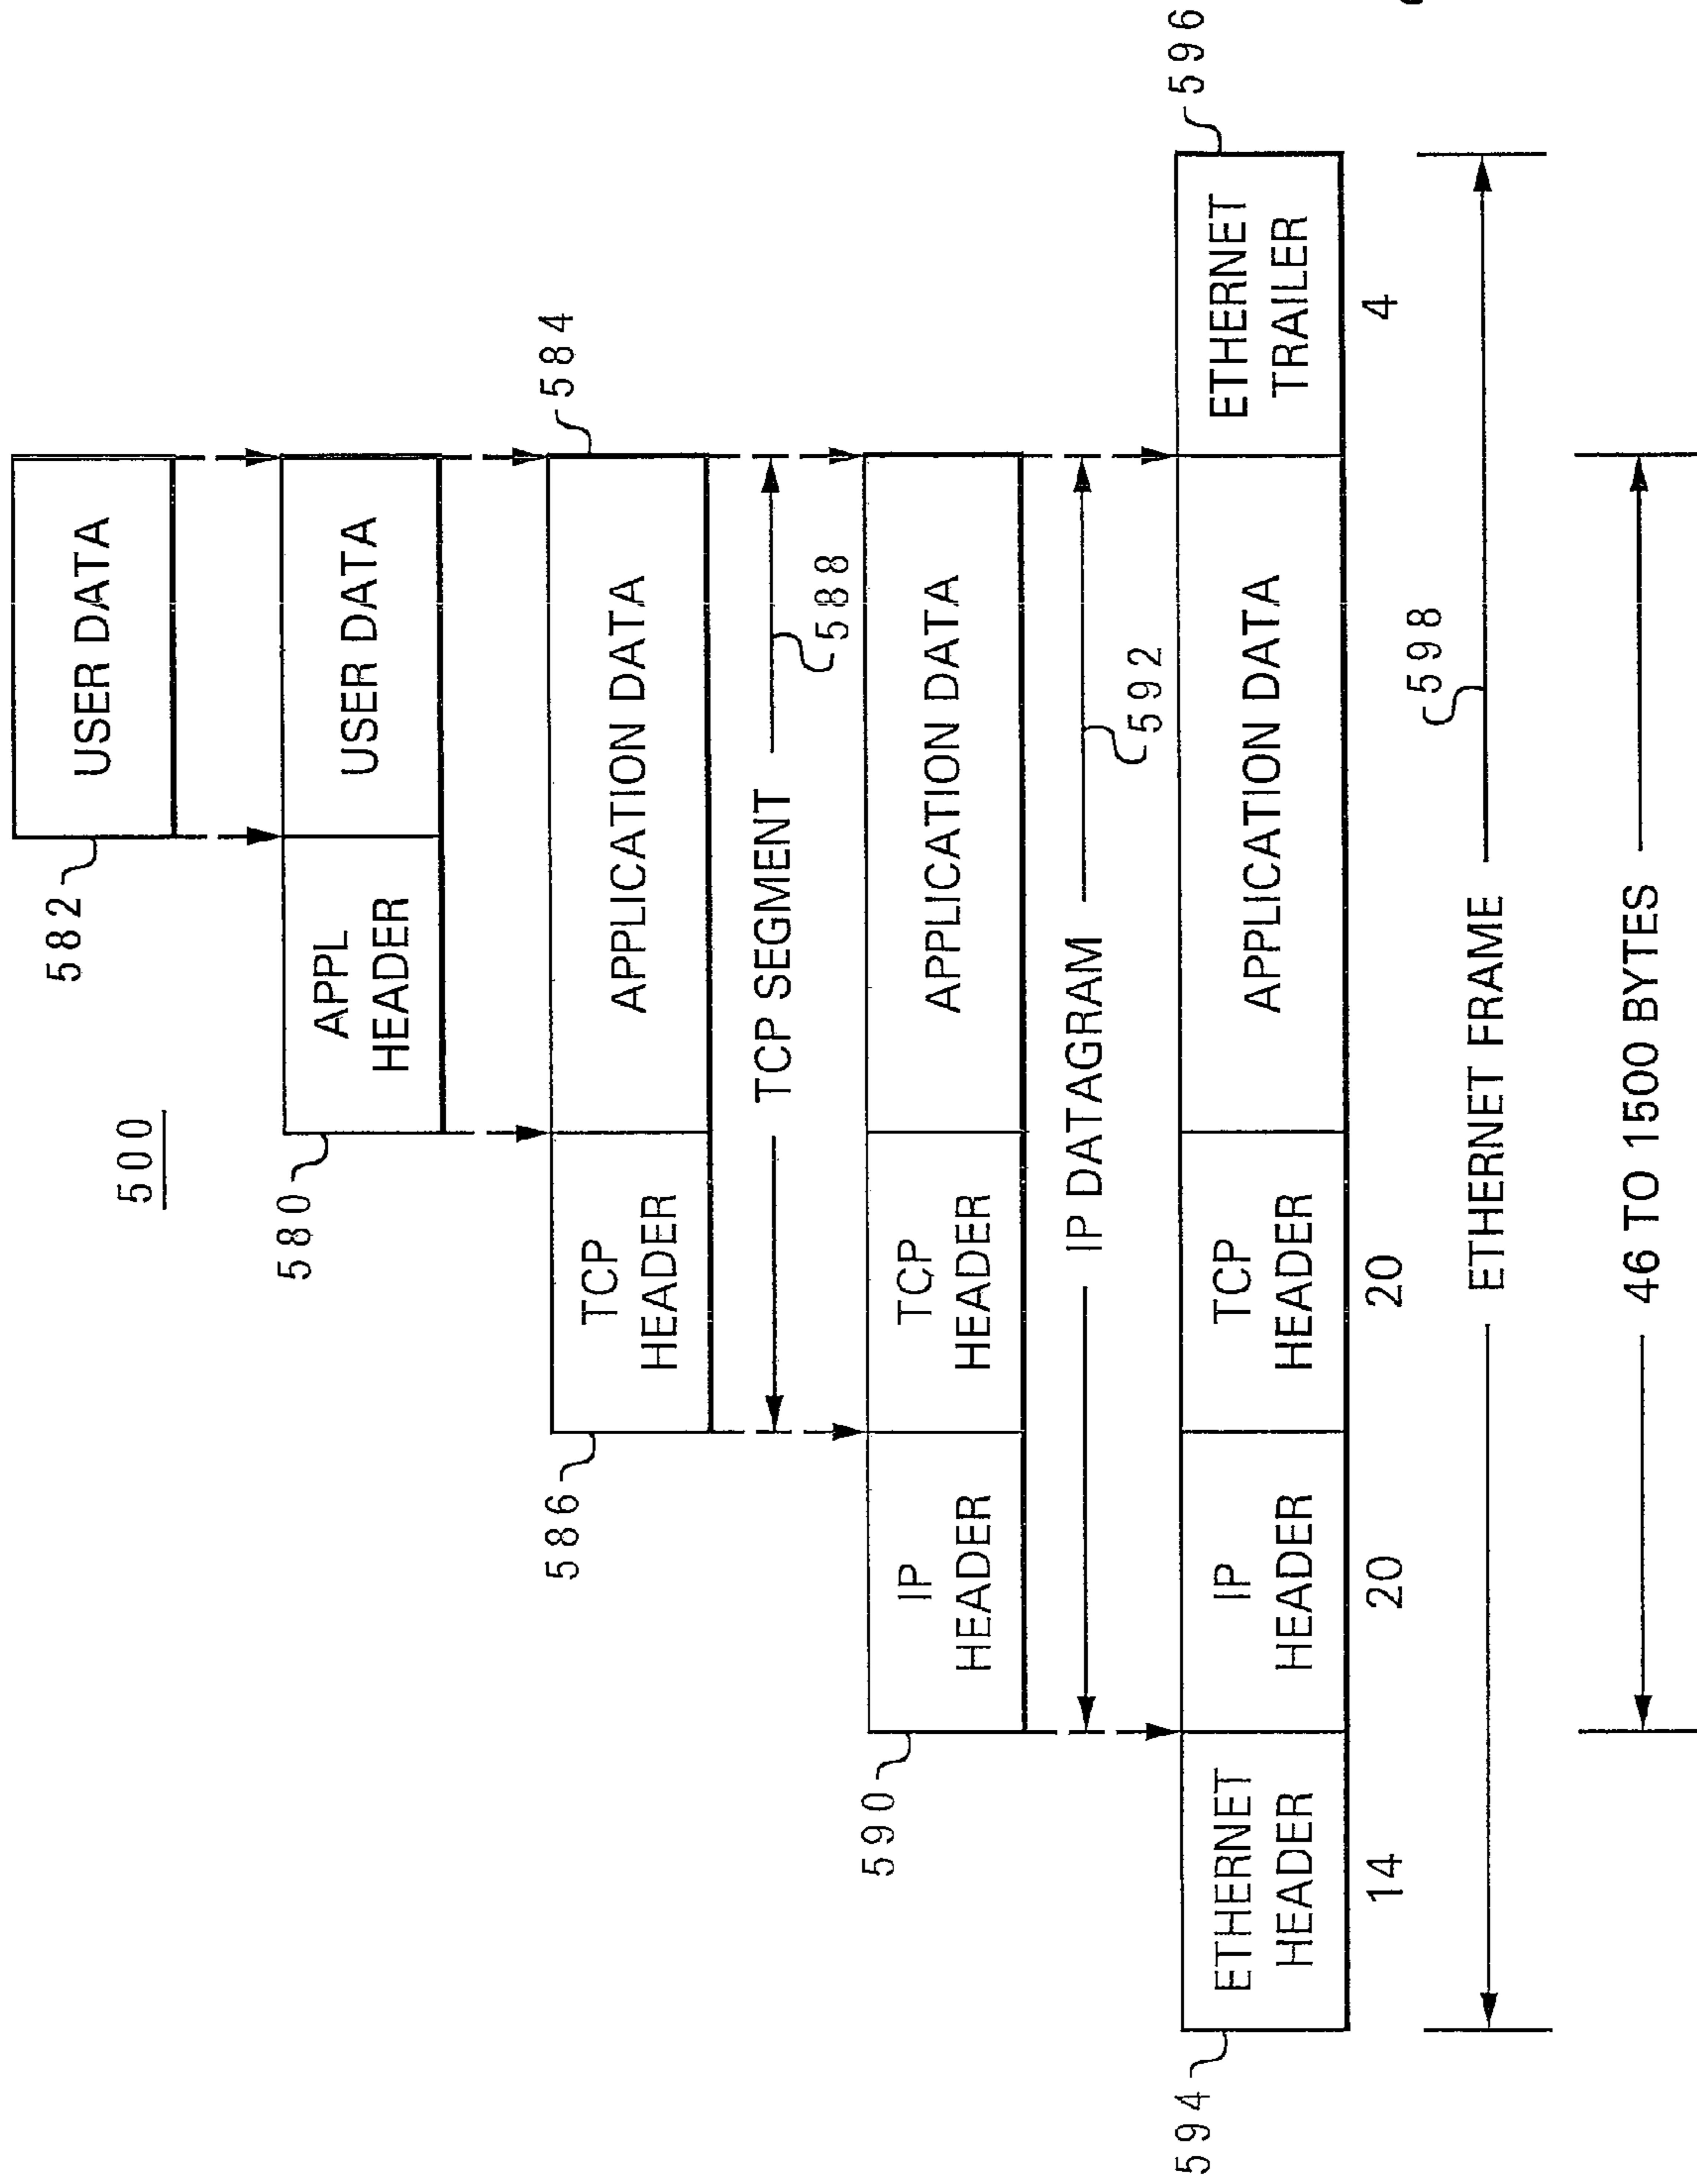 500
582
USER DATA
580
APPL
HEADER
USER DATA
584
586
TCP
HEADER
APPLICATION DATA
TCP SEGMENT
588
590
IP
HEADER
TCP
HEADER
APPLICATION DATA
IP DATAGRAM
592
594
ETHERNET
HEADER
IP
HEADER
TCP
HEADER
APPLICATION DATA
ETHERNET
TRAILER
596
14
20
20
4
598
ETHERNET FRAME
46 TO 1500 BYTES